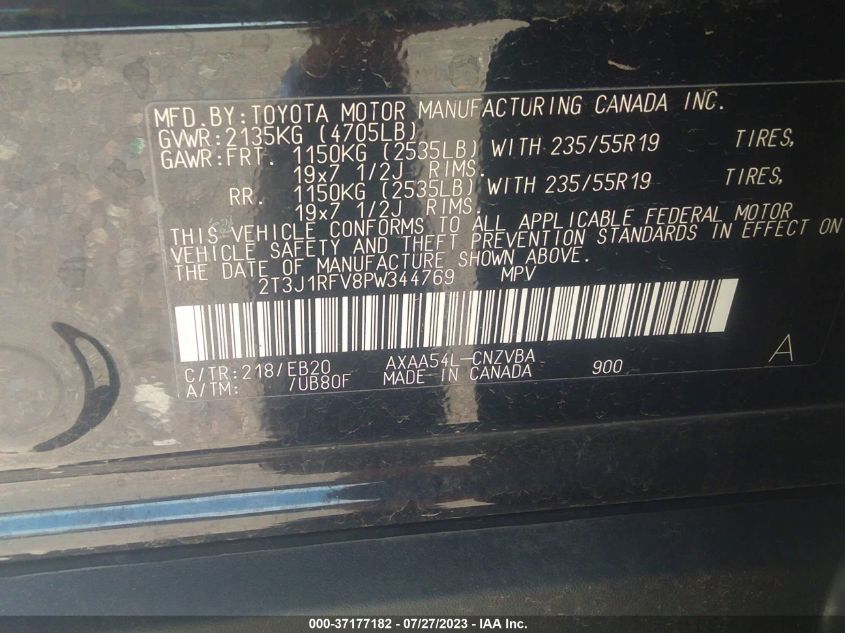 MFD. BY: TOYOTA MOTOR MANUFACTURING CANADA INC.
GVWR: 2135KG (4705LB)
GAWR: FRT. 1150KG (2535LB) WITH 235/55R19 TIRES,
19x7 1/2J RIMS.
RR. 1150KG (2535LB) WITH 235/55R19 TIRES,
19x7 1/2J RIMS.
THIS VEHICLE CONFORMS TO ALL APPLICABLE FEDERAL MOTOR
VEHICLE SAFETY AND THEFT PREVENTION STANDARDS IN EFFECT ON
THE DATE OF MANUFACTURE SHOWN ABOVE.
2T3J1RFV8PW344769 MPV
C/TR: 218/EB20 AXAA54L-CNZVBA 900 A
A/TM: /UB80F MADE IN CANADA
000-37177182 - 07/27/2023 - IAA Inc.